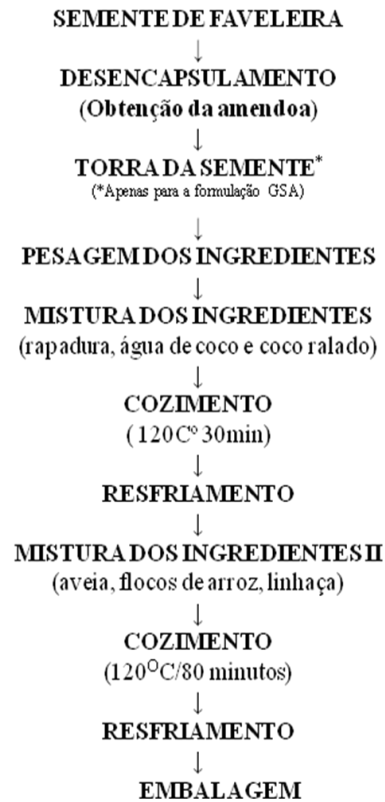 SEMENTE DE FAVELEIRA
↓
DESENCAPSULAMENTO
(Obtenção da amendoa)
↓
TORRA DA SEMENTE*
(*Apenas para a formulação GSA)
↓
PESAGEM DOS INGREDIENTES
↓
MISTURA DOS INGREDIENTES
(rapadura, água de coco e coco ralado)
↓
COZIMENTO
( 120Cº 30min)
↓
RESFRIAMENTO
↓
MISTURA DOS INGREDIENTES II
(aveia, flocos de arroz, linhaça)
↓
COZIMENTO
(120ºC/80 minutos)
↓
RESFRIAMENTO
↓
EMBALAGEM